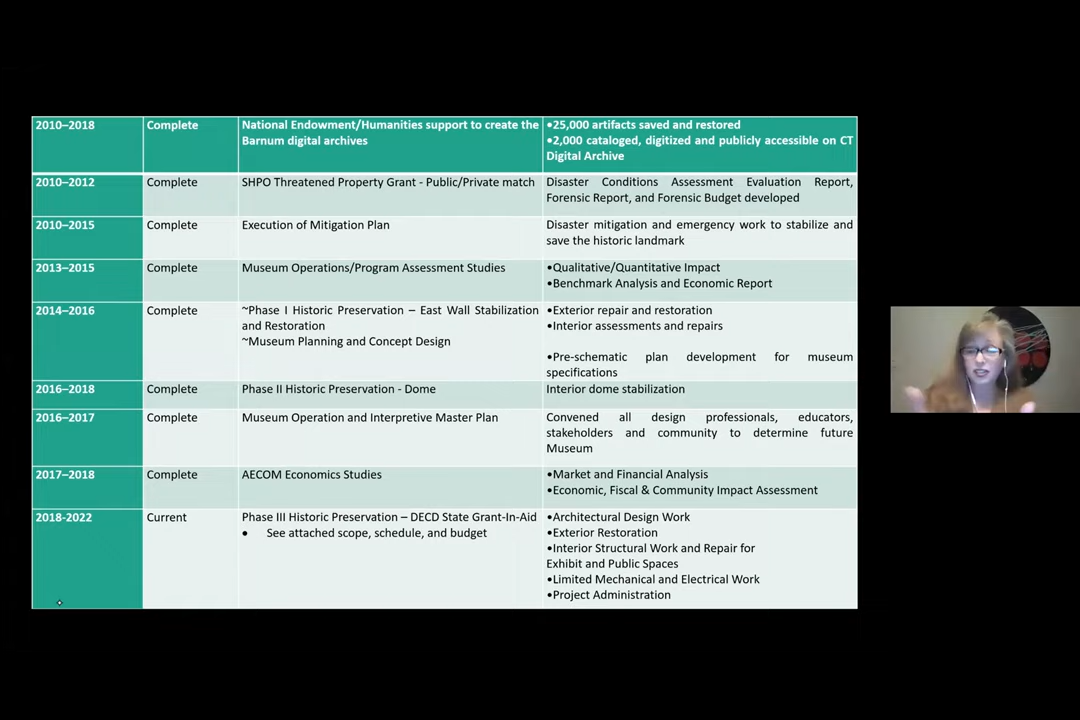 2010–2018 Complete National Endowment/Humanities support to create the •25,000 artifacts saved and restored
Barnum digital archives •2,000 cataloged, digitized and publicly accessible on CT
Digital Archive
2010–2012 Complete SHPO Threatened Property Grant - Public/Private match Disaster Conditions Assessment Evaluation Report,
Forensic Report, and Forensic Budget developed
2010–2015 Complete Execution of Mitigation Plan Disaster mitigation and emergency work to stabilize and
save the historic landmark
2013–2015 Complete Museum Operations/Program Assessment Studies •Qualitative/Quantitative Impact
•Benchmark Analysis and Economic Report
2014–2016 Complete ~Phase I Historic Preservation – East Wall Stabilization •Exterior repair and restoration
and Restoration •Interior assessments and repairs
~Museum Planning and Concept Design
•Pre-schematic plan development for museum
specifications
2016–2018 Complete Phase II Historic Preservation - Dome Interior dome stabilization
2016–2017 Complete Museum Operation and Interpretive Master Plan Convened all design professionals, educators,
stakeholders and community to determine future
Museum
2017–2018 Complete AECOM Economics Studies •Market and Financial Analysis
•Economic, Fiscal & Community Impact Assessment
2018-2022 Current Phase III Historic Preservation – DECD State Grant-In-Aid •Architectural Design Work
• See attached scope, schedule, and budget •Exterior Restoration
•Interior Structural Work and Repair for
Exhibit and Public Spaces
•Limited Mechanical and Electrical Work
•Project Administration